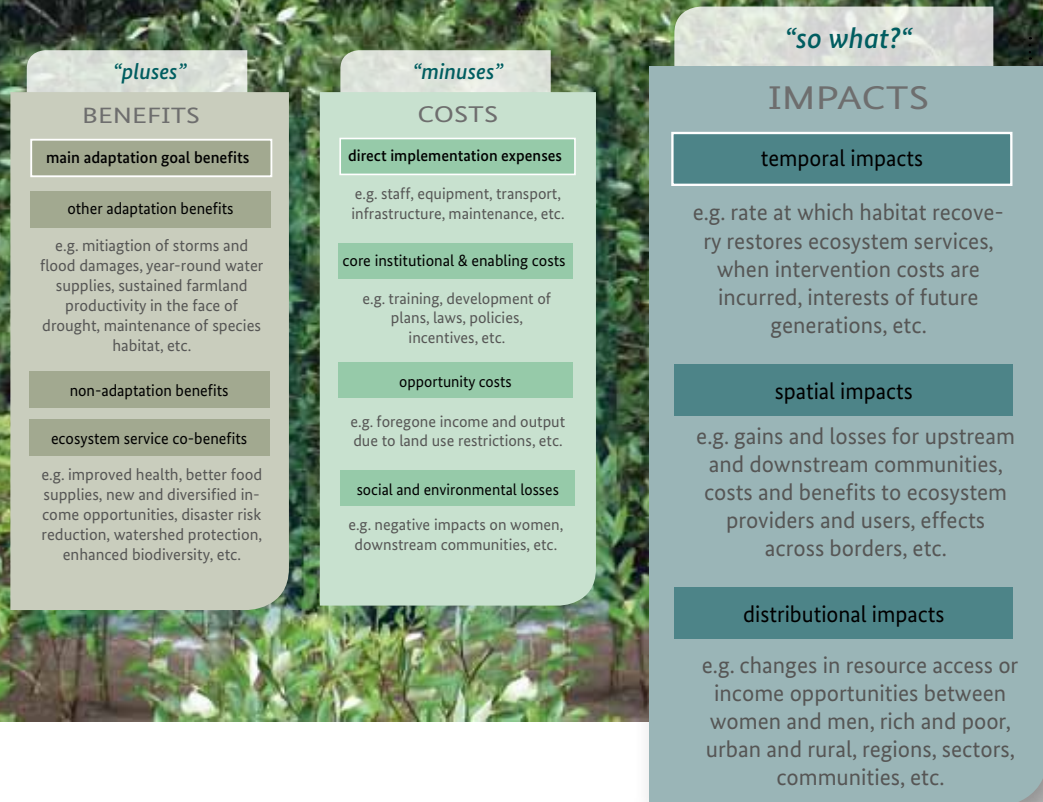 “pluses”
BENEFITS
main adaptation goal benefits
other adaptation benefits
e.g. mitiagtion of storms and
flood damages, year-round water
supplies, sustained farmland
productivity in the face of
drought, maintenance of species
habitat, etc.
non-adaptation benefits
ecosystem service co-benefits
e.g. improved health, better food
supplies, new and diversified in-
come opportunities, disaster risk
reduction, watershed protection,
enhanced biodiversity, etc.
“minuses”
COSTS
direct implementation expenses
e.g. staff, equipment, transport,
infrastructure, maintenance, etc.
core institutional & enabling costs
e.g. training, development of
plans, laws, policies,
incentives, etc.
opportunity costs
e.g. foregone income and output
due to land use restrictions, etc.
social and environmental losses
e.g. negative impacts on women,
downstream communities, etc.
“so what?“
IMPACTS
temporal impacts
e.g. rate at which habitat recove-
ry restores ecosystem services,
when intervention costs are
incurred, interests of future
generations, etc.
spatial impacts
e.g. gains and losses for upstream
and downstream communities,
costs and benefits to ecosystem
providers and users, effects
across borders, etc.
distributional impacts
e.g. changes in resource access or
income opportunities between
women and men, rich and poor,
urban and rural, regions, sectors,
communities, etc.